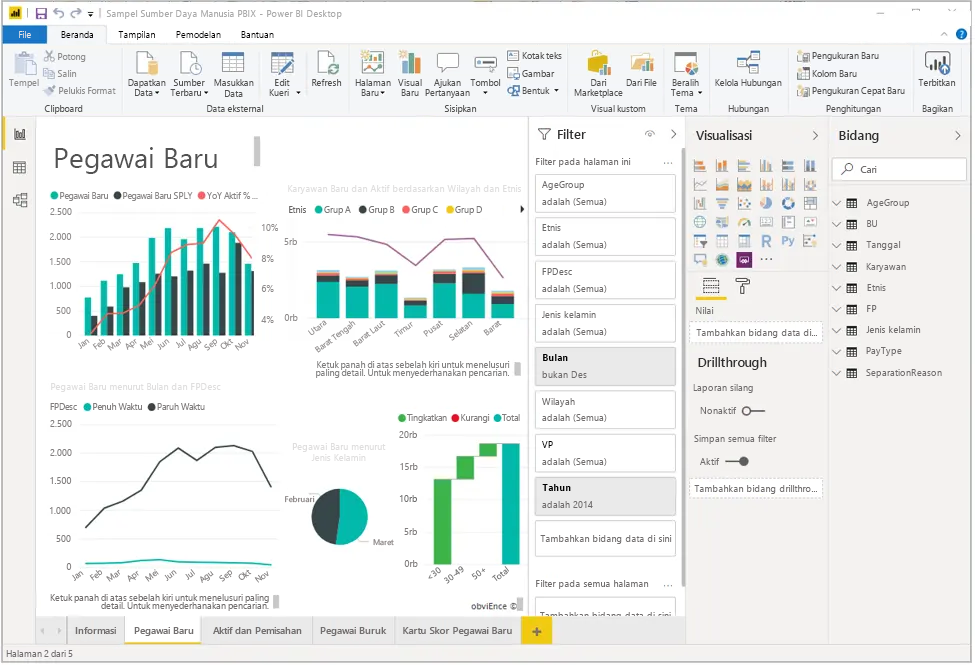 Sampel Sumber Daya Manusia PBIX - Power BI Desktop
File Beranda Tampilan Pemodelan Bantuan
Tempel
Potong
Salin
Pelukis Format
Clipboard
Dapatkan Data
Sumber Terbaru
Masukkan Data
Edit Kueri
Data eksternal
Refresh
Halaman Baru
Visual Baru
Ajukan Pertanyaan
Tombol
Kotak teks
Gambar
Bentuk
Sisipkan
Dari Marketplace
Dari File
Visual kustom
Beralih Tema
Tema
Kelola Hubungan
Hubungan
Pengukuran Baru
Kolom Baru
Pengukuran Cepat Baru
Penghitungan
Terbitkan
Bagikan
Pegawai Baru
Pegawai Baru Pegawai Baru SPLY YoY Aktif % ...
2.500
2.000
1.500
1.000
500
0
10%
8%
6%
4%
Jan Feb Mar Apr Mei Jun Jul Agu Sep Okt Nov
Karyawan Baru dan Aktif berdasarkan Wilayah dan Etnis
Etnis Grup A Grup B Grup C Grup D
5rb
0rb
Utara Barat Tengah Barat Laut Timur Pusat Selatan Barat
Ketuk panah di atas sebelah kiri untuk menelusuri
paling detail. Untuk menyederhanakan pencarian.
Pegawai Baru menurut Bulan dan FPDesc
FPDesc Penuh Waktu Paruh Waktu
2.500
2.000
1.500
1.000
500
0
Jan Feb Mar Apr Mei Jun Jul Agu Sep Okt Nov
Ketuk panah di atas sebelah kiri untuk menelusuri paling
detail. Untuk menyederhanakan pencarian.
Pegawai Baru menurut
Jenis Kelamin
Februari
Maret
Tingkatkan Kurangi Total
20rb
15rb
10rb
5rb
0rb
<30 30-49 50+ Total
obviEnce ©
Filter
Filter pada halaman ini ...
AgeGroup
adalah (Semua)
Etnis
adalah (Semua)
FPDesc
adalah (Semua)
Jenis kelamin
adalah (Semua)
Bulan
bukan Des
Wilayah
adalah (Semua)
VP
adalah (Semua)
Tahun
adalah 2014
Tambahkan bidang data di sini
Filter pada semua halaman ...
Tambahkan bidang data di sini
Visualisasi
R Py
...
Nilai
Tambahkan bidang data di...
Drillthrough
Laporan silang
Nonaktif
Simpan semua filter
Aktif
Tambahkan bidang drillthro...
Bidang
Cari
AgeGroup
BU
Tanggal
Karyawan
Etnis
FP
Jenis kelamin
PayType
SeparationReason
Informasi Pegawai Baru Aktif dan Pemisahan Pegawai Buruk Kartu Skor Pegawai Baru +
Halaman 2 dari 5